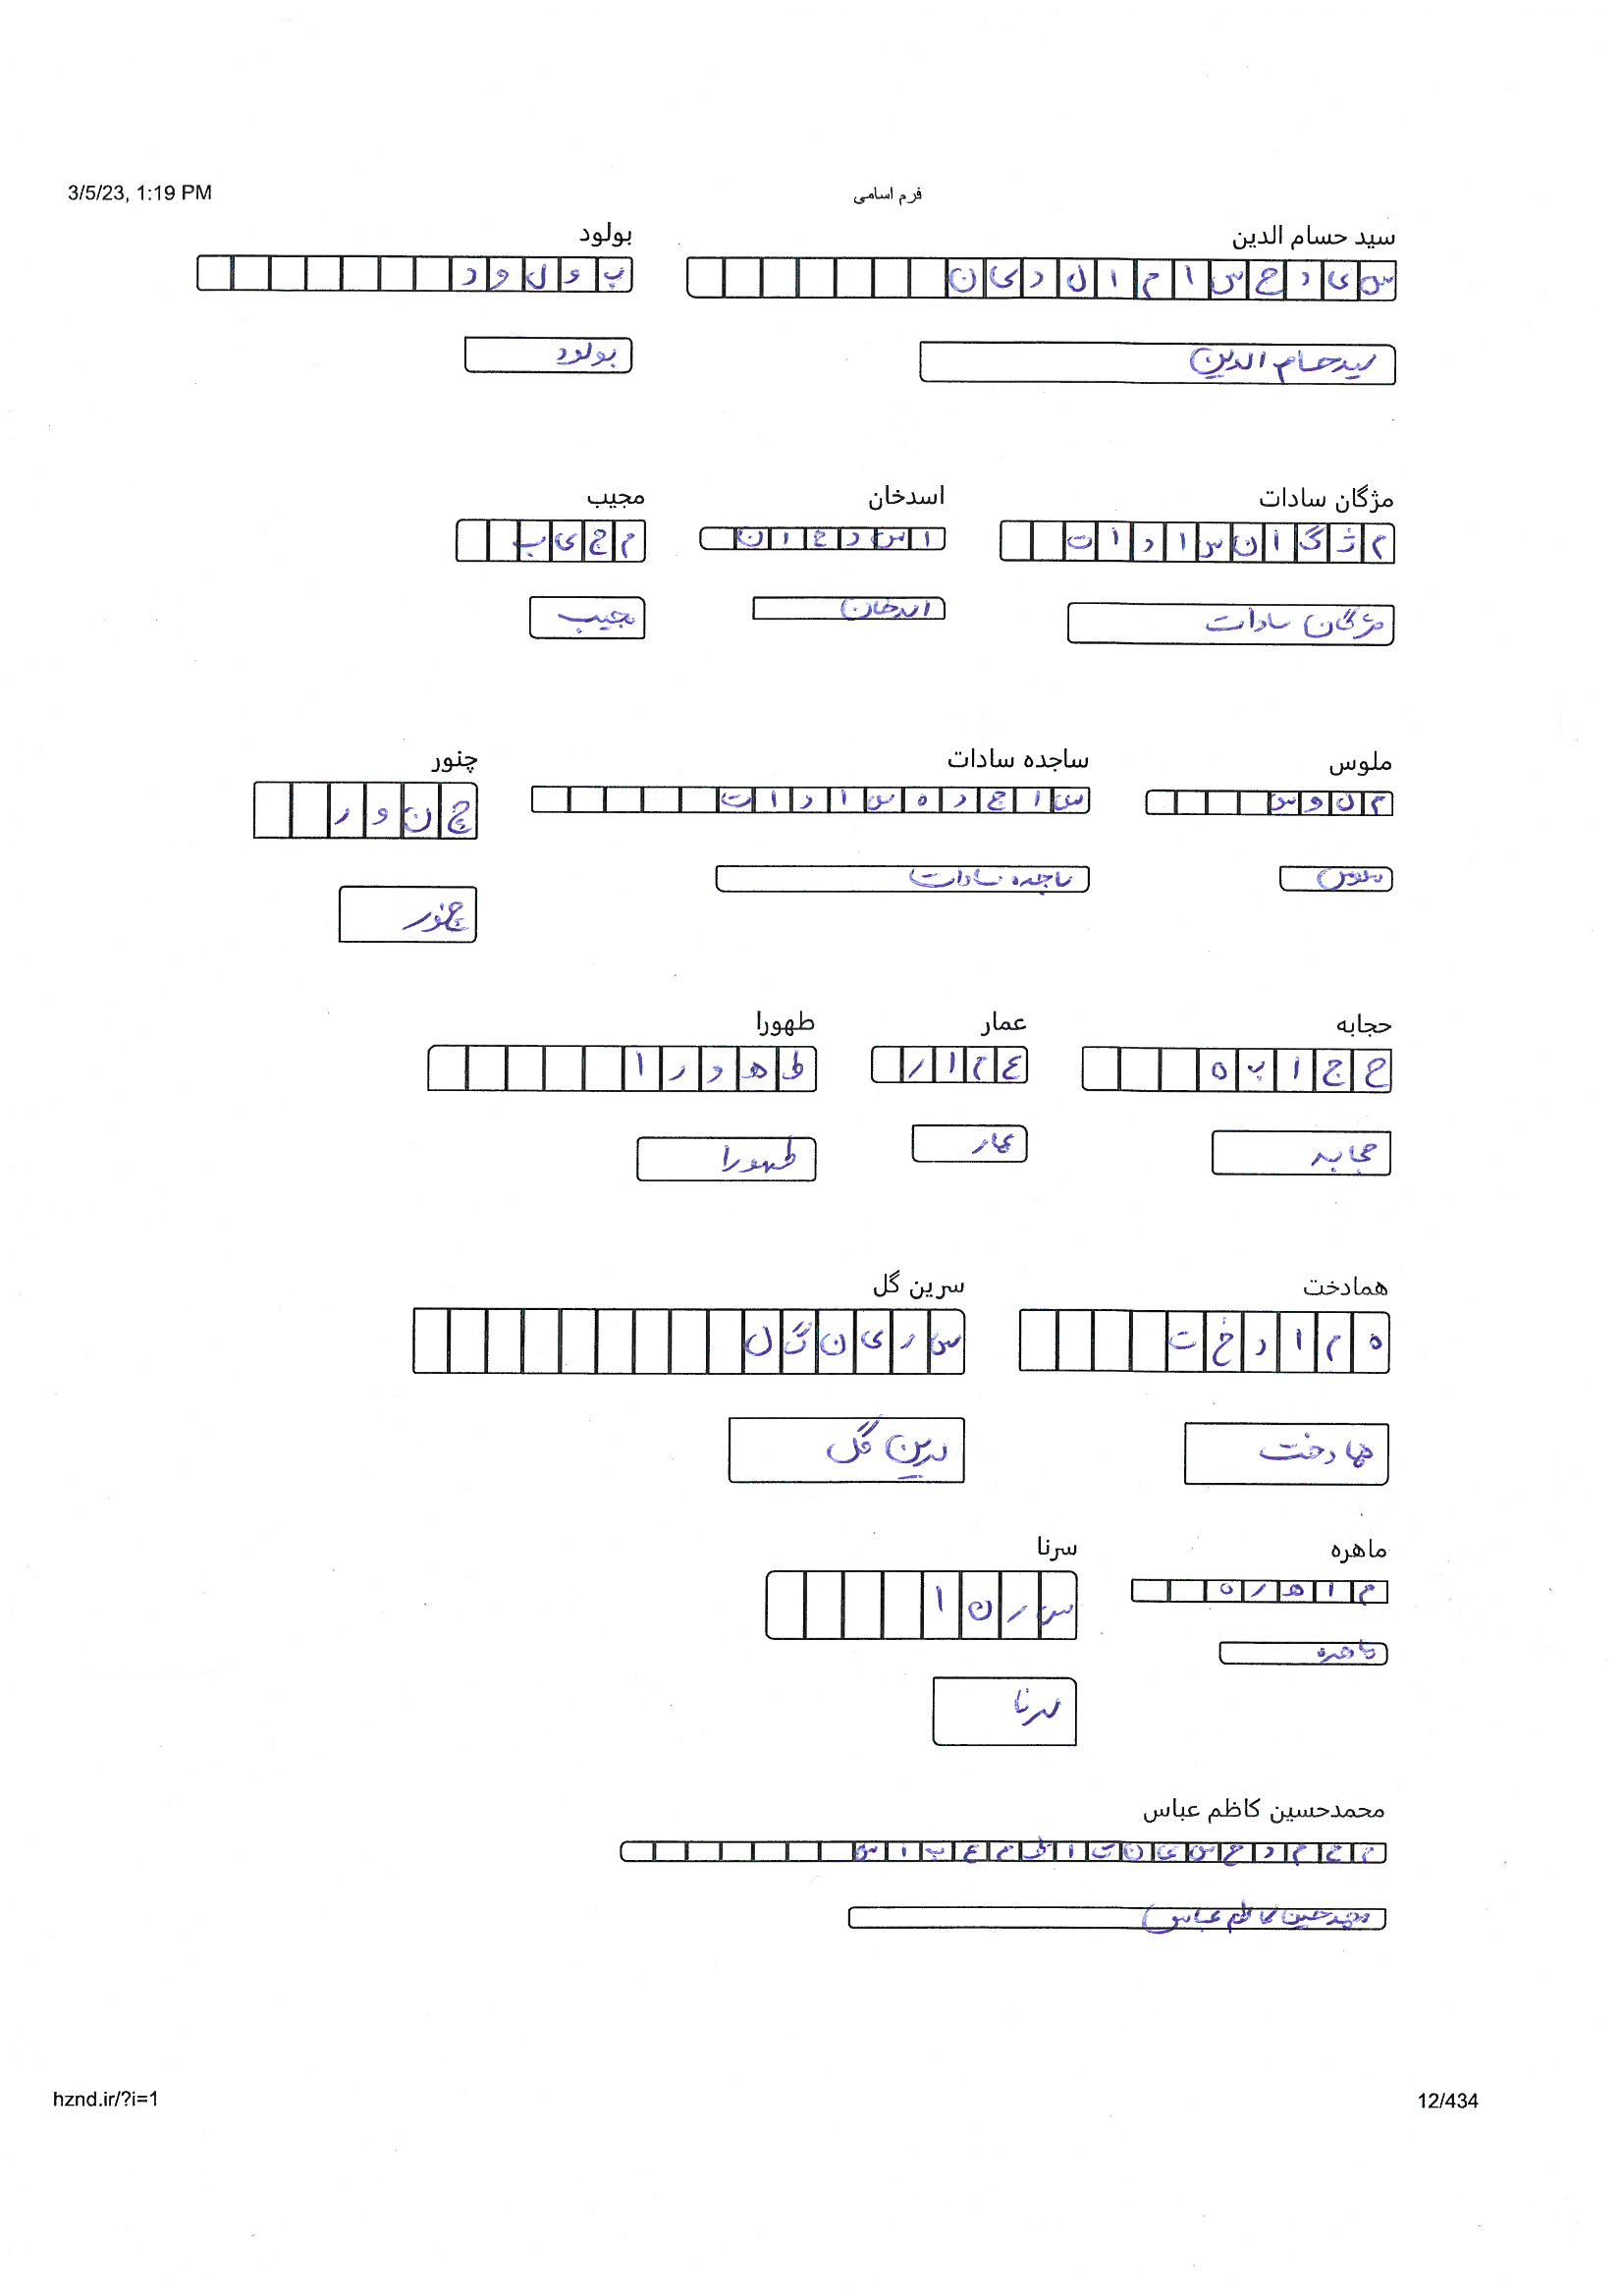 3/5/23, 1:19 PM فرم اسامی
سید حسام الدین بولود
س ی د ح س ا م ا ل د ی ن پ و ل و د
سید حسام الدین بولود
مژگان سادات اسدخان مجیب
م ژ گ ا ن س ا د ا ت ا س د خ ا ن م ج ی ب
مژگان سادات اسدخان مجیب
ملوس ساجده سادات چنور
م ل و س س ا ج د ه س ا د ا ت چ ن و ر
ملوس ساجده سادات چنور
حجابه عمار طهورا
ح ج ا ب ه ع م ا ر ط ه و ر ا
حجابه عمار طهورا
همادخت سرین گل
ه م ا د خ ت س ر ی ن گ ل
همادخت سرین گل
ماهره سرنا
م ا ه ر ه س ر ن ا
ماهره سرنا
محمدحسین کاظم عباس
م ح م د ح س ی ن ک ا ظ م ع ب ا س
محمدحسین کاظم عباس
hznd.ir/?i=1 12/434